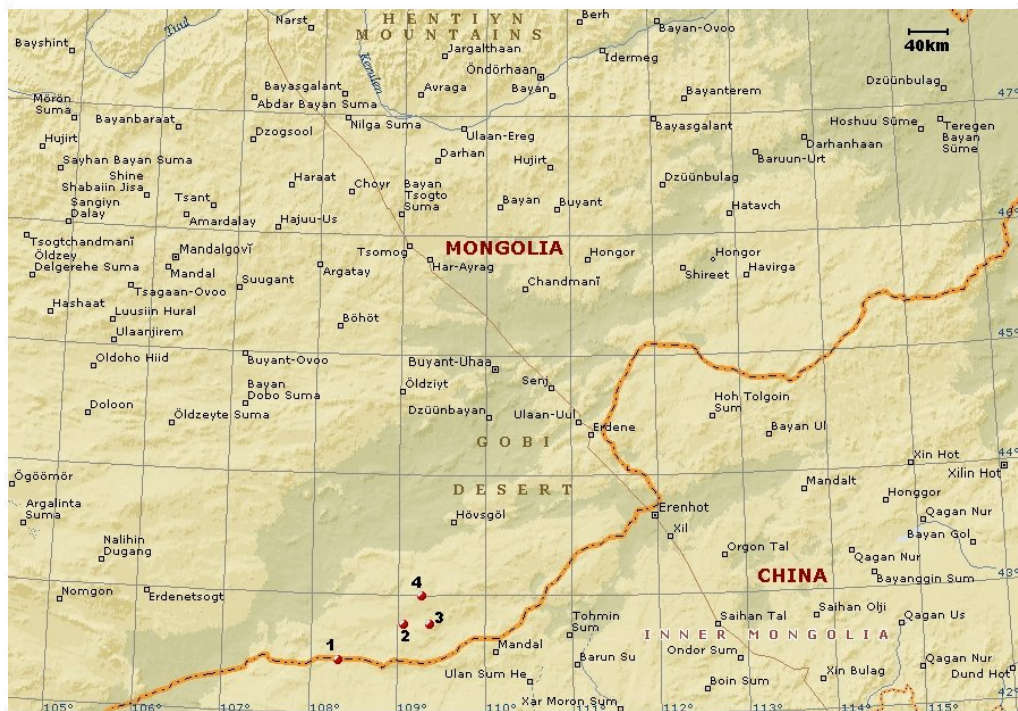 HENTIYN
MOUNTAINS
Narst
Tuul
Berh
Bayan-Ovoo
40km
Bayshint
Jargalthaan
Idermeg
Kerulen
Öndörhaan
Dzüünbulag
Bayasgalant
Avraga
Bayan
Bayanterem
47°
Mörön
Suma
Abdar Bayan Suma
Bayanbaraat
Nilga Suma
Bayasgalant
Hoshuu Süme
Teregen
Bayan
Süme
Dzogsool
Ulaan-Ereg
Darhanhaan
Hujirt
Darhan
Hujirt
Baruun-Urt
Sayhan Bayan Suma
Shine
Shabaiin Jisa
Haraat
Choyr
Bayan
Tsogto
Suma
Dzüünbulag
Tsant
Sangiyn
Dalay
Amardalay
Hajuu-Us
Bayan
Buyant
Hatavch
46°
Tsogtchandmanĭ
Öldzey
Delgerehe Suma
Mandalgovĭ
Mandal
Tsomog
MONGOLIA
Har-Ayrag
Hongor
Hongor
Argatay
Shireet
Havirga
Tsagaan-Ovoo
Suugant
Chandmanĭ
Hashaat
Luusiin Hural
Ulaanjirem
Böhöt
45°
Oldoho Hiid
Buyant-Ovoo
Buyant-Uhaa
Bayan
Dobo Suma
Öldziyt
Senj
Doloon
Öldzeyte Suma
Dzüünbayan
Ulaan-Uul
Hoh Tolgoin
Sum
Erdene
Bayan Ul
GOBI
44°
Xin Hot
Xilin Hot
Ögöömör
DESERT
Mandalt
Argalinta
Suma
Honggor
Erenhot
Hövsgöl
Qagan Nur
Xil
Bayan Gol
Nalihin
Dugang
Orgon Tal
Qagan Nur
43°
4
CHINA
Bayanggin Sum
Nomgon
Erdenetsogt
Tohmin
Sum
Saihan Tal
Saihan Olji
Qagan Us
2
3
INNER MONGOLIA
1
Mandal
Ondor Sum
Barun Su
Qagan Nur
Ulan Sum He
Xin Bulag
Dund Hot
Boin Sum
42°
Xar Moron Sum
105°
106°
107°
108°
109°
110°
111°
112°
113°
114°
115°